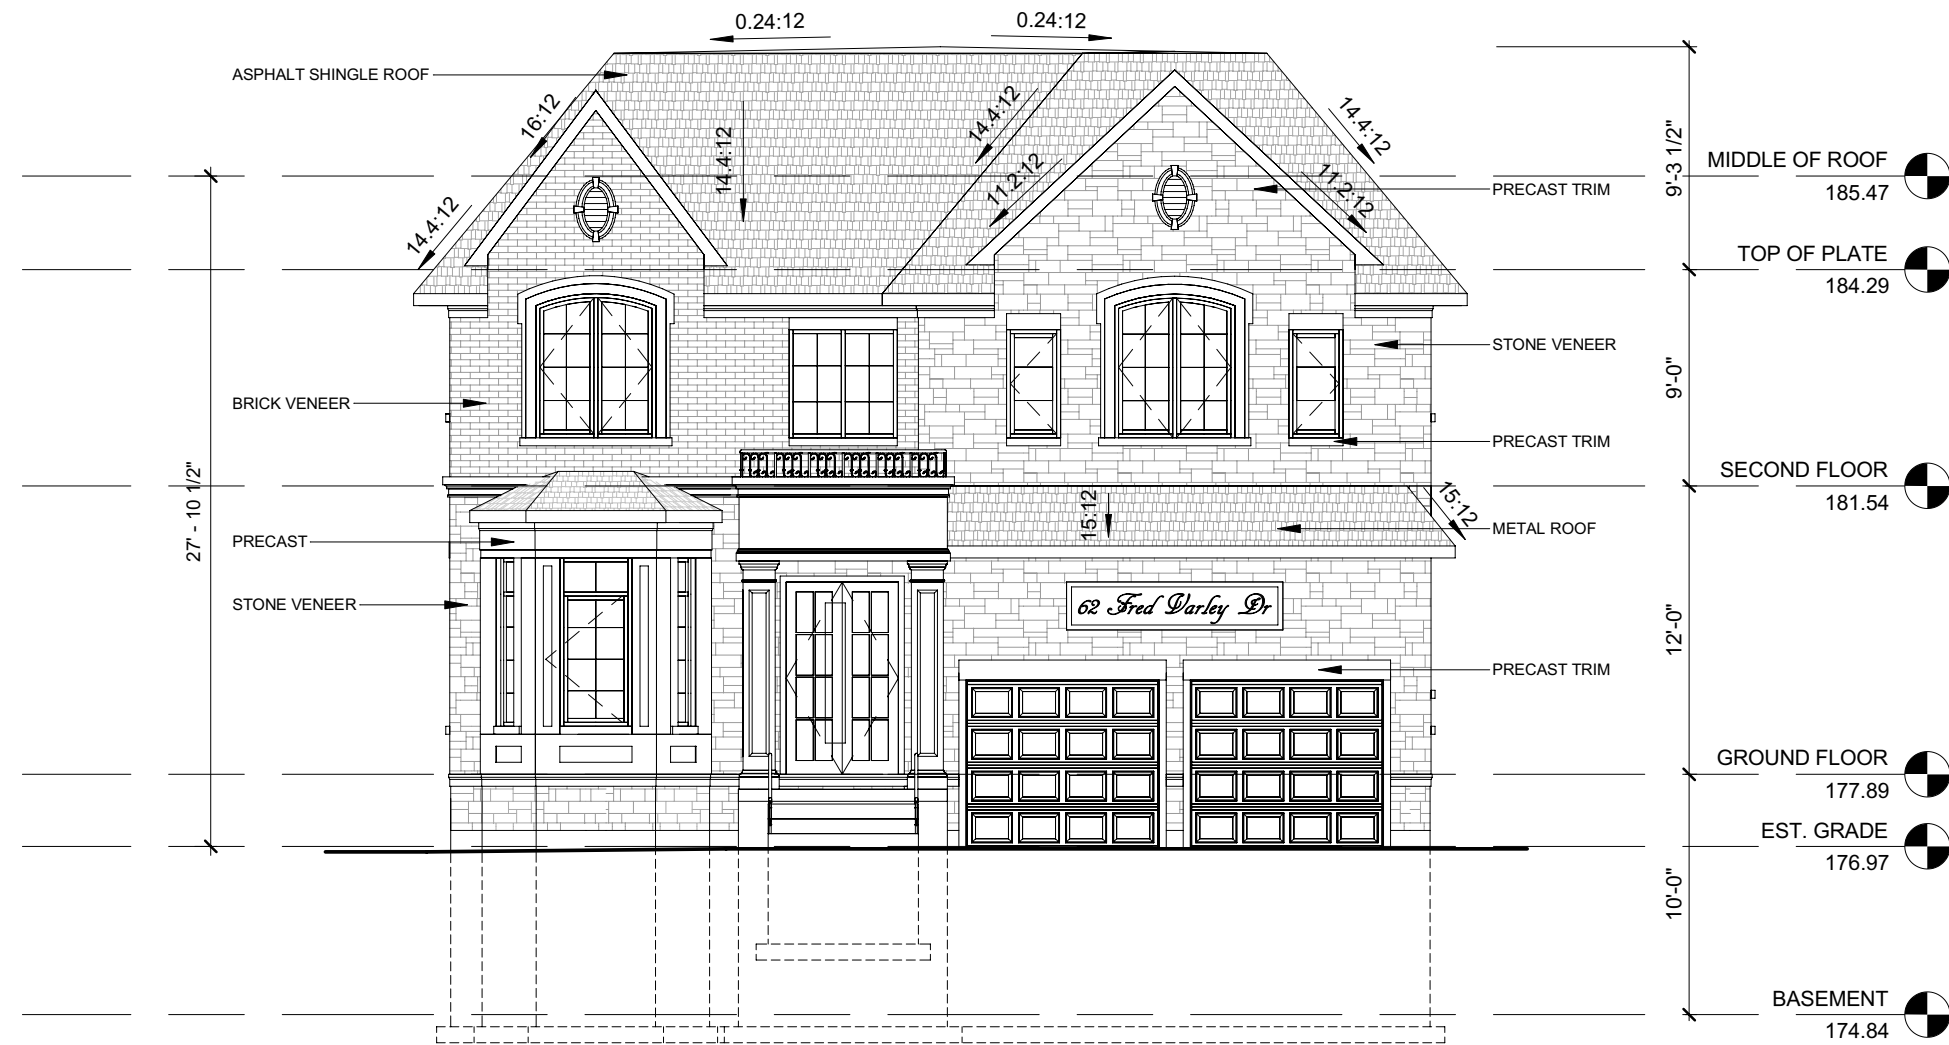 0.24:12
0.24:12
ASPHALT SHINGLE ROOF
16:12
14.4:12
14.4:12
14.4:12
14.4:12
11.2:12
11.2:12
9'-3 1/2"
MIDDLE OF ROOF
185.47
PRECAST TRIM
TOP OF PLATE
184.29
STONE VENEER
9'-0"
BRICK VENEER
PRECAST TRIM
SECOND FLOOR
181.54
27' - 10 1/2"
15:12
15:12
METAL ROOF
PRECAST
STONE VENEER
62 Fred Varley Dr
12'-0"
PRECAST TRIM
GROUND FLOOR
177.89
EST. GRADE
176.97
10'-0"
BASEMENT
174.84